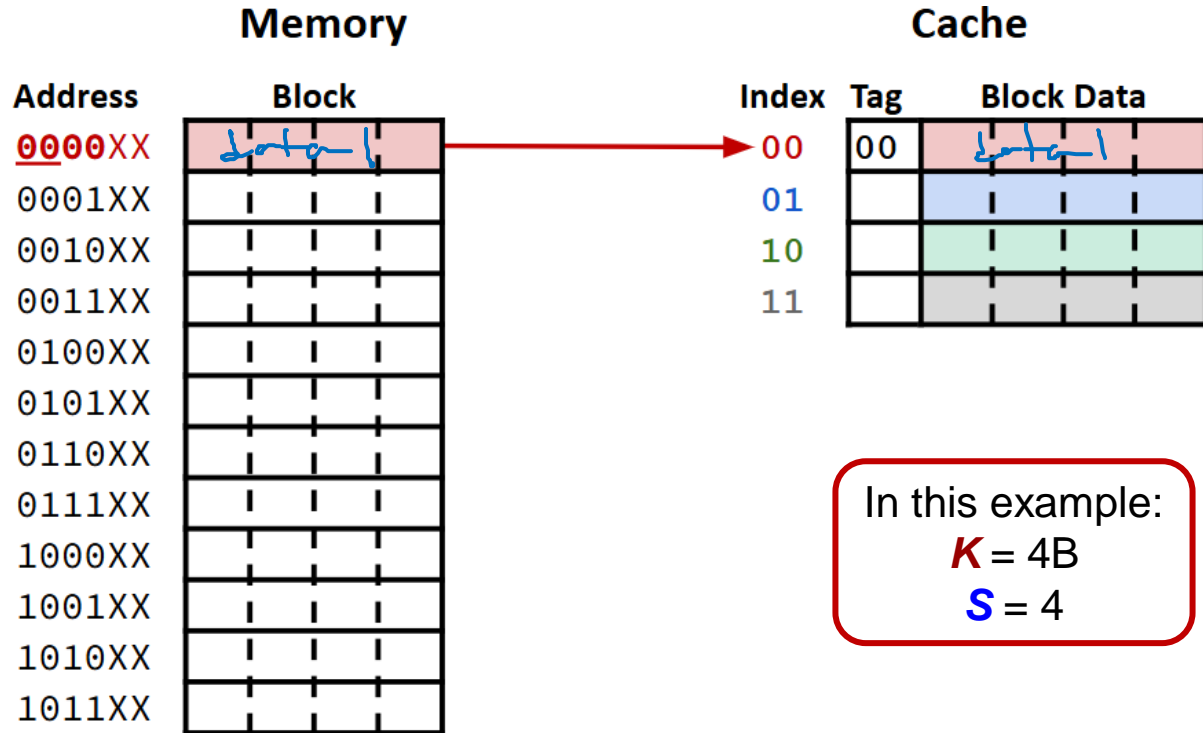 Memory
Cache
Address Block
Index Tag Block Data
0000XX data 1
00 00 data 1
0001XX
01
0010XX
10
0011XX
11
0100XX
0101XX
0110XX
0111XX
1000XX
1001XX
1010XX
1011XX
In this example:
K = 4B
S = 4